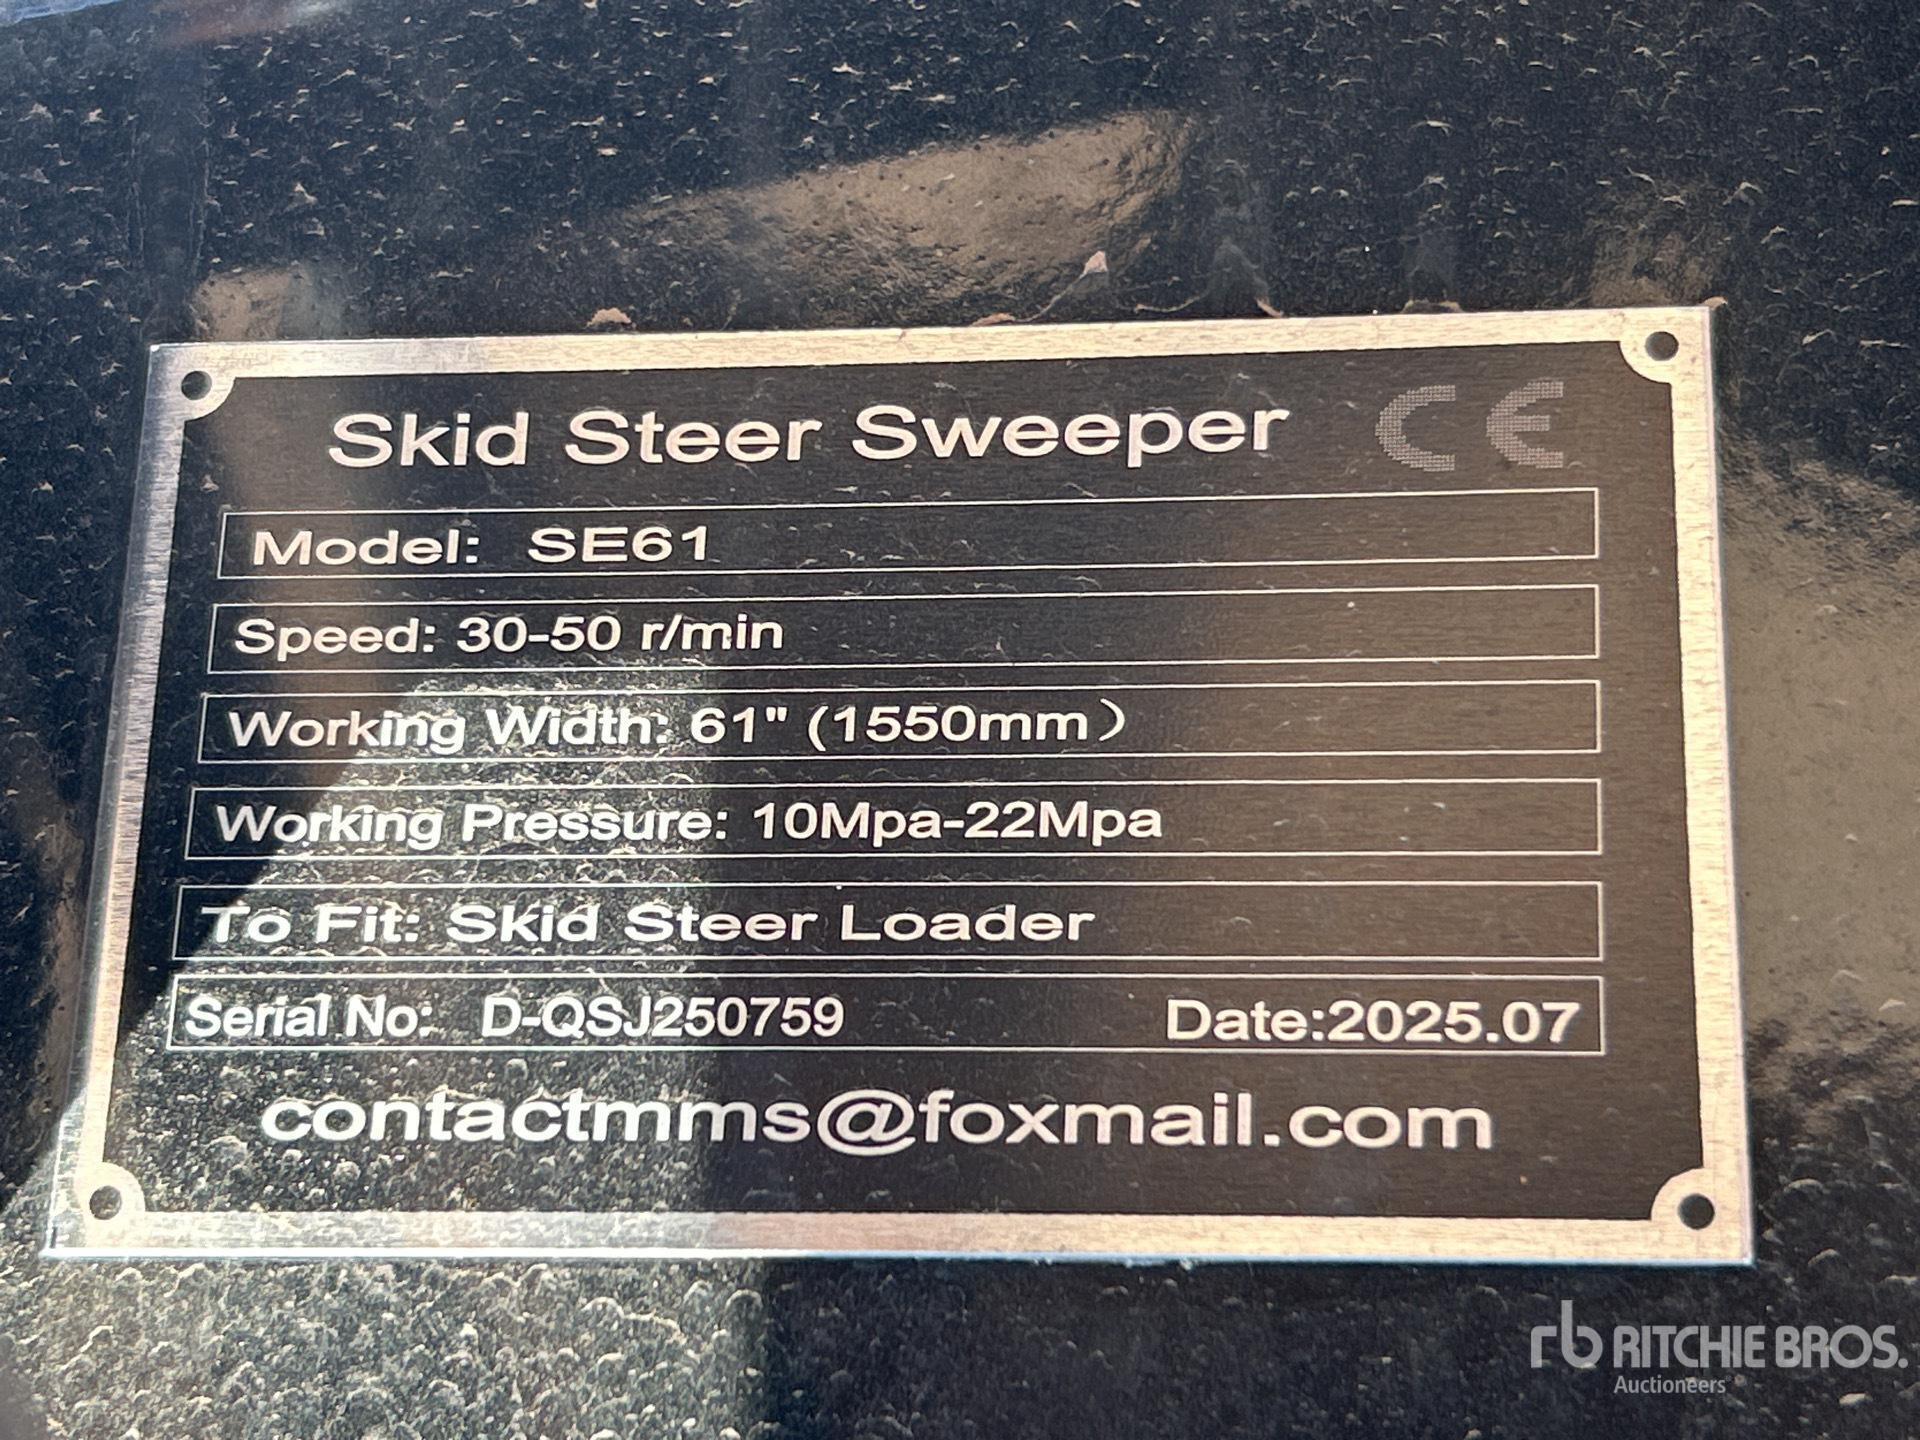 Skid Steer Sweeper CE
Model: SE61
Speed: 30-50 r/min
Working Width: 61" (1550mm）
Working Pressure: 10Mpa-22Mpa
To Fit: Skid Steer Loader
Serial No: D-QSJ250759 Date:2025.07
contactmms@foxmail.com
rb RITCHIE BROS.
Auctioneers